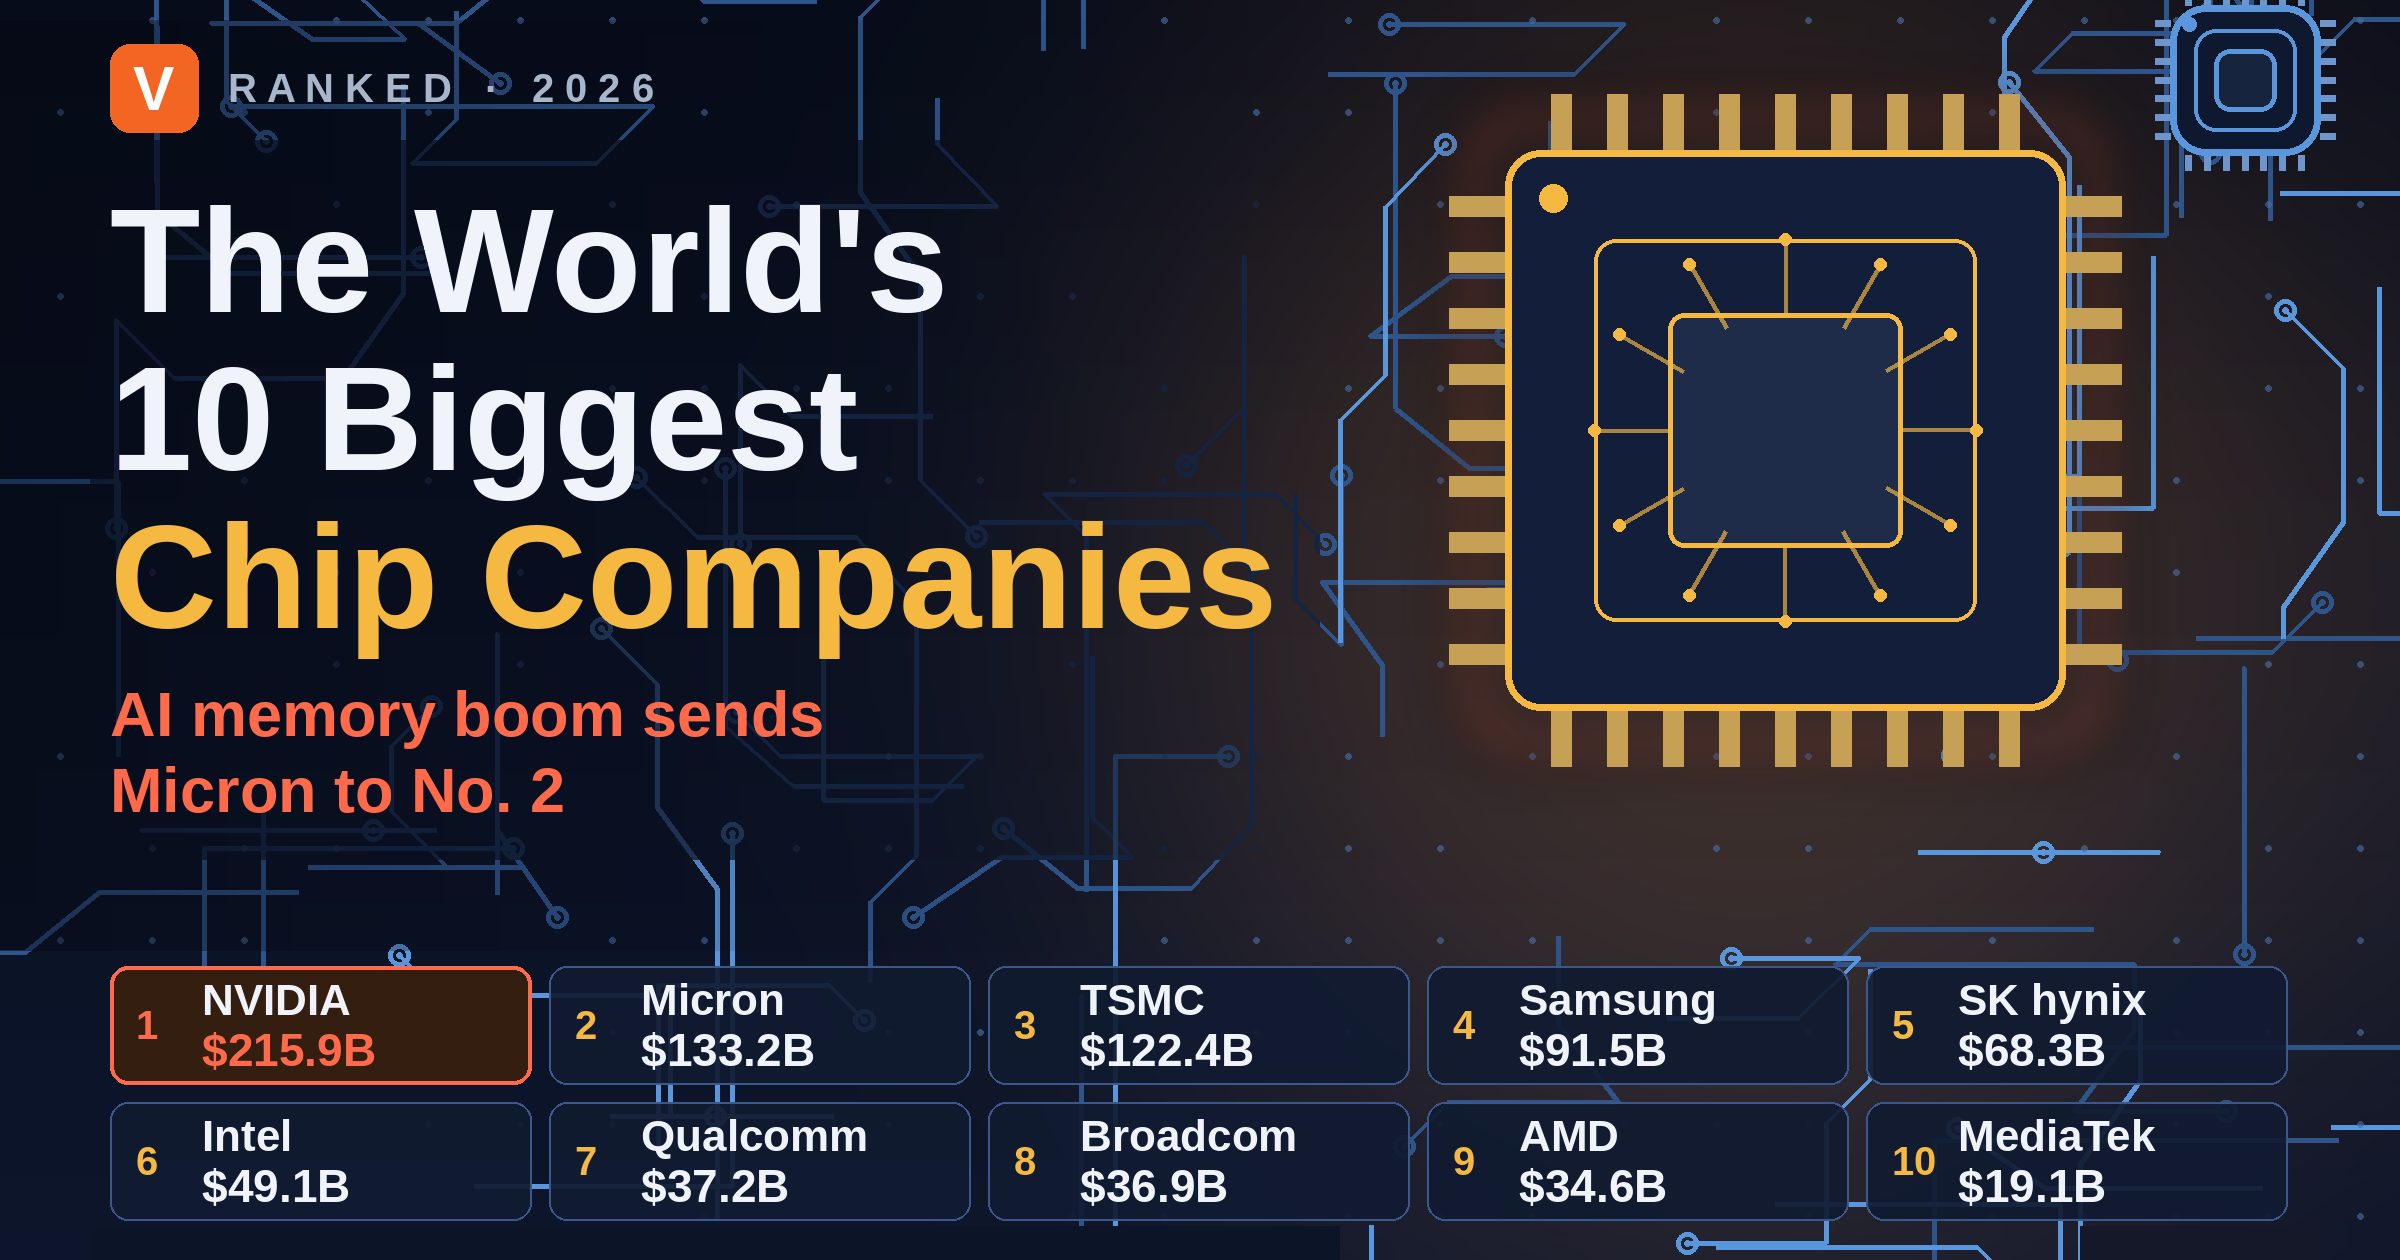 V RANKED · 2026
The World's
10 Biggest
Chip Companies
AI memory boom sends
Micron to No. 2
1 NVIDIA $215.9B
2 Micron $133.2B
3 TSMC $122.4B
4 Samsung $91.5B
5 SK hynix $68.3B
6 Intel $49.1B
7 Qualcomm $37.2B
8 Broadcom $36.9B
9 AMD $34.6B
10 MediaTek $19.1B